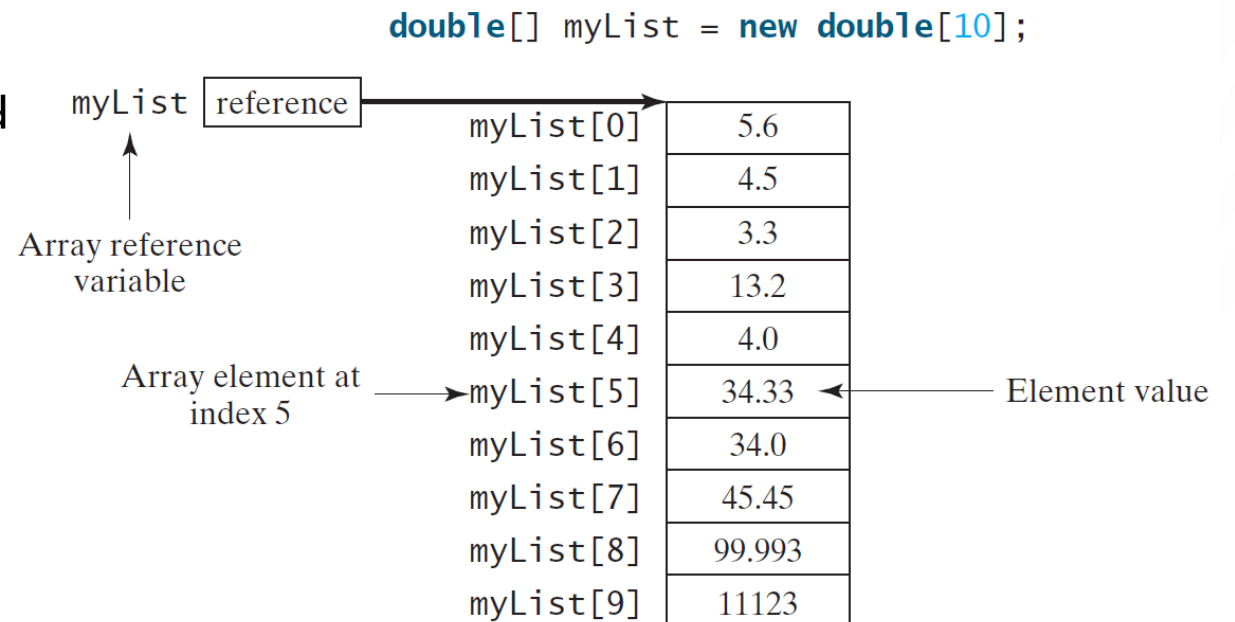 double[] myList = new double[10];
myList reference
myList[0] 5.6
myList[1] 4.5
myList[2] 3.3
Array reference
variable
myList[3] 13.2
myList[4] 4.0
Array element at
index 5
myList[5] 34.33
Element value
myList[6] 34.0
myList[7] 45.45
myList[8] 99.993
myList[9] 11123